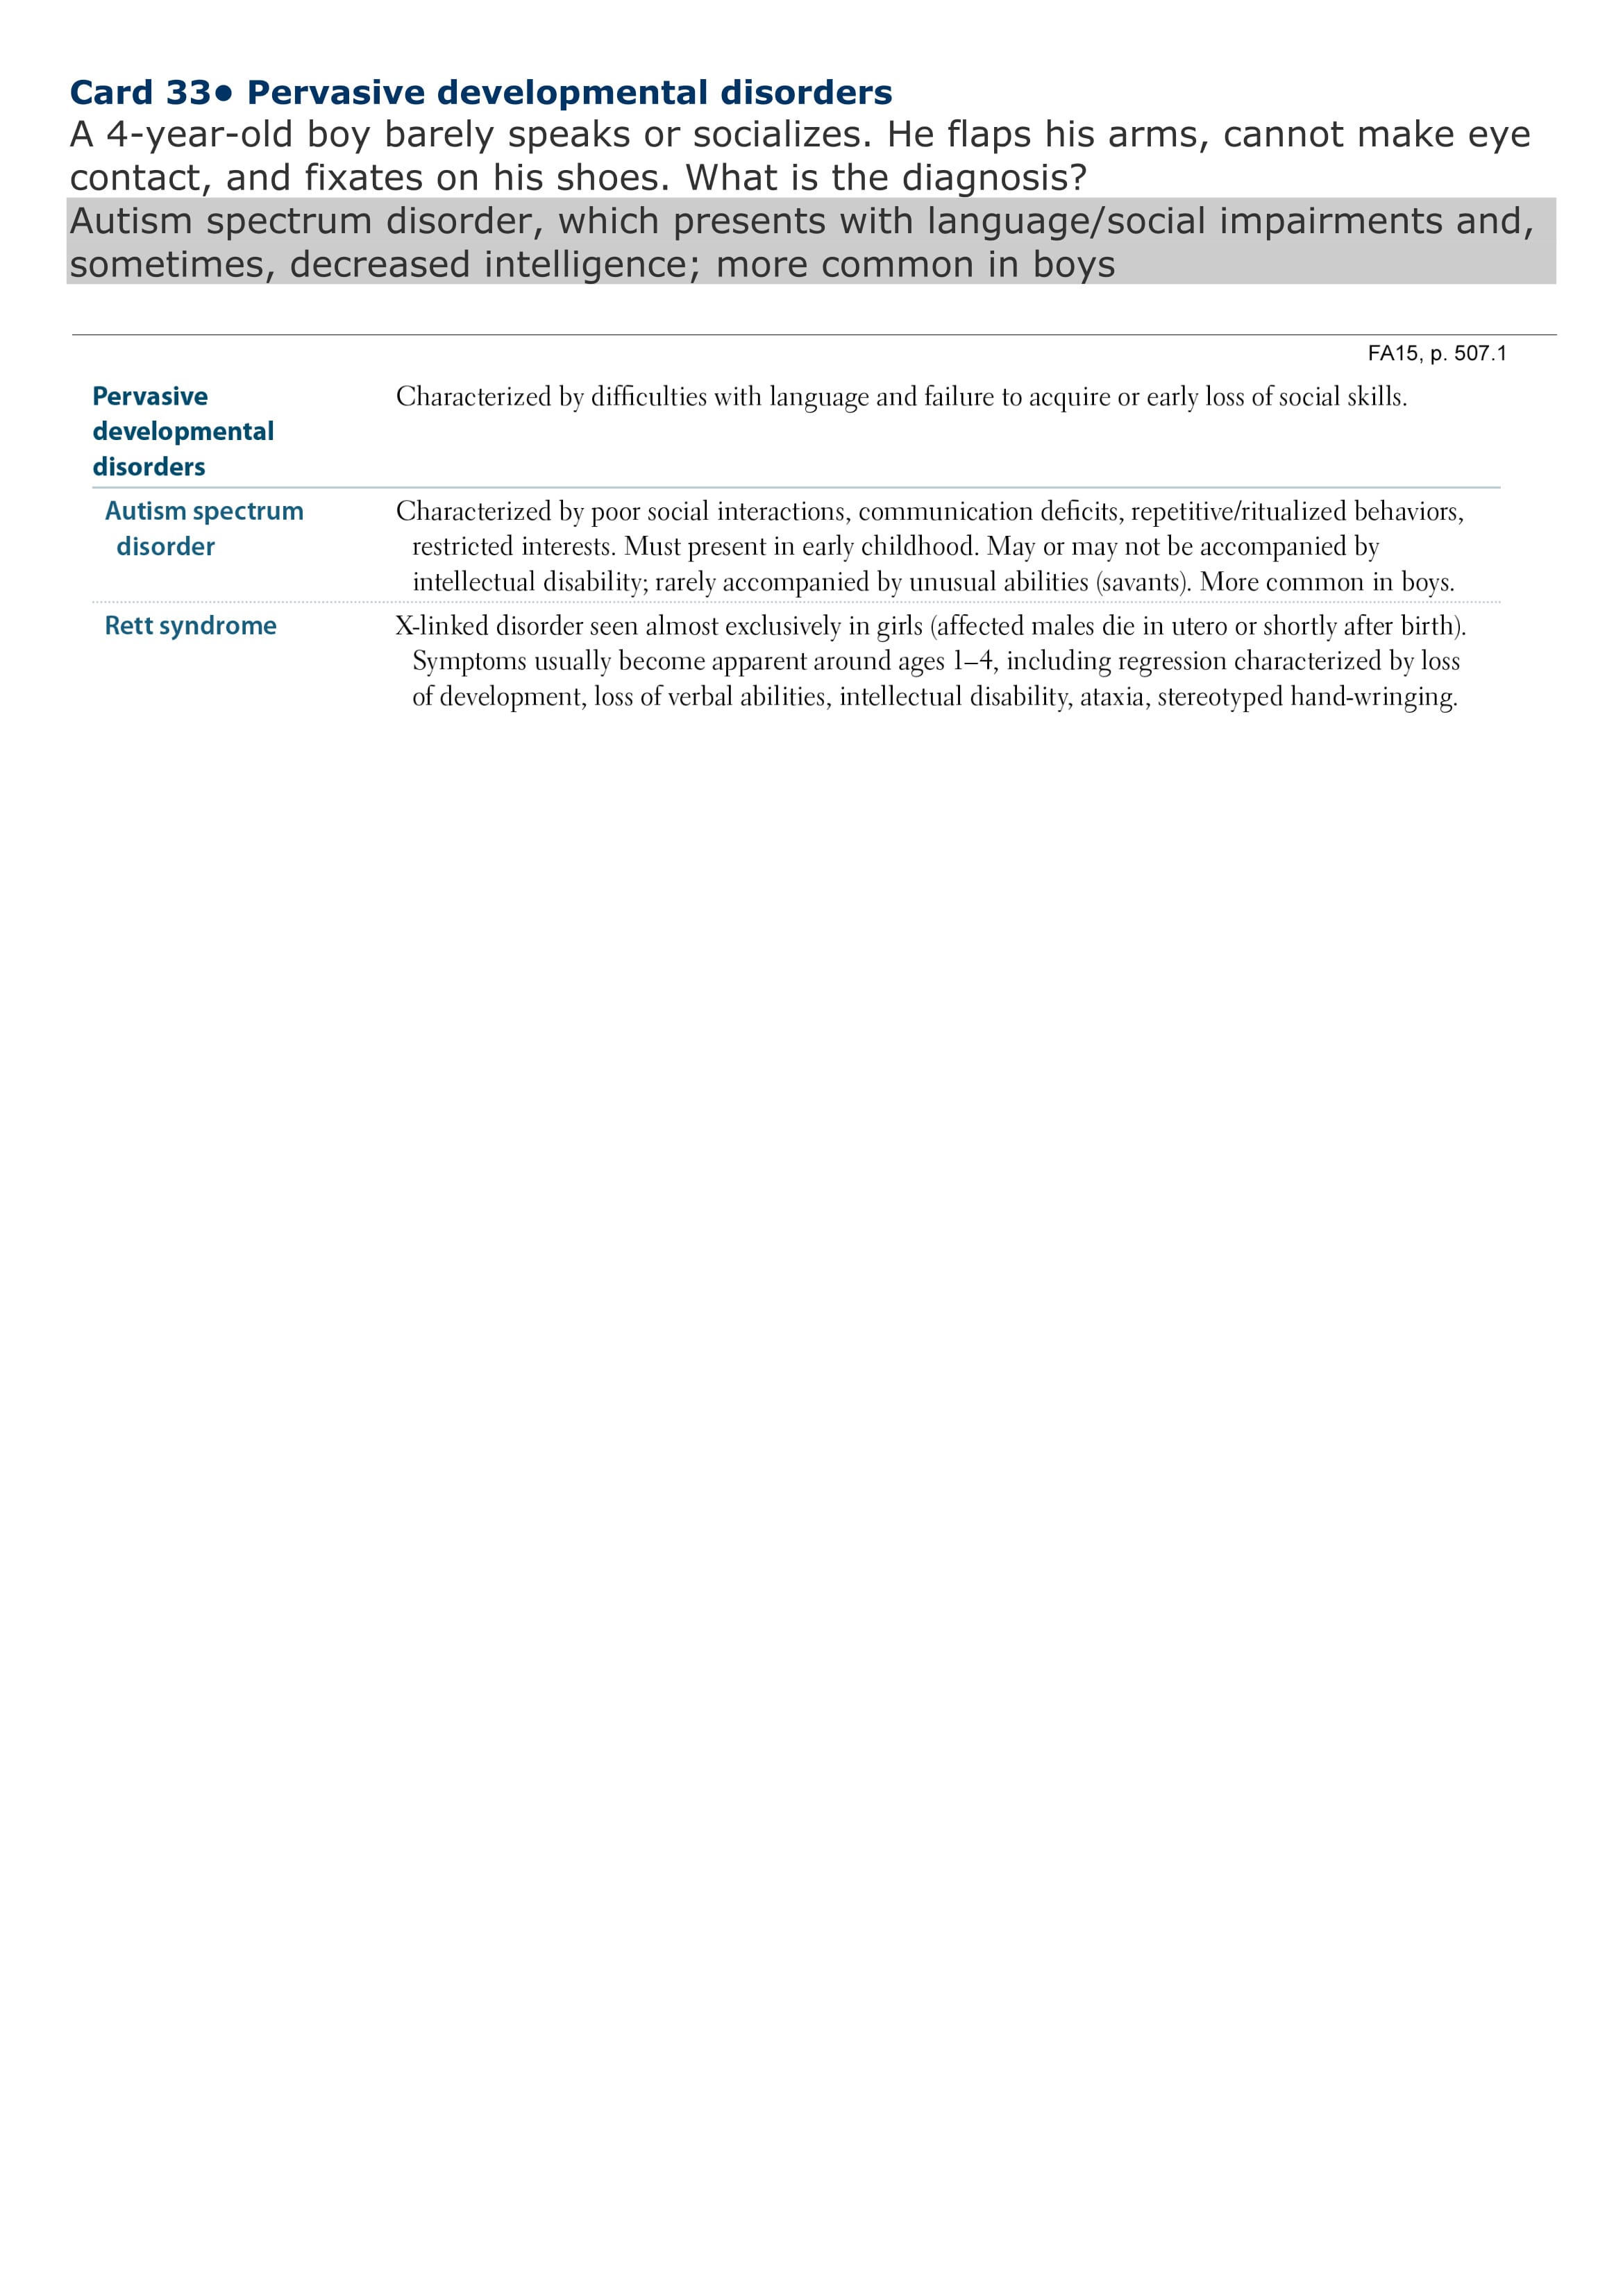 Card 33• Pervasive developmental disorders
A 4-year-old boy barely speaks or socializes. He flaps his arms, cannot make eye
contact, and fixates on his shoes. What is the diagnosis?
Autism spectrum disorder, which presents with language/social impairments and,
sometimes, decreased intelligence; more common in boys
FA15, p. 507.1
Pervasive
developmental
disorders
Characterized by difficulties with language and failure to acquire or early loss of social skills.
Autism spectrum
disorder
Characterized by poor social interactions, communication deficits, repetitive/ritualized behaviors,
restricted interests. Must present in early childhood. May or may not be accompanied by
intellectual disability; rarely accompanied by unusual abilities (savants). More common in boys.
Rett syndrome
X-linked disorder seen almost exclusively in girls (affected males die in utero or shortly after birth).
Symptoms usually become apparent around ages 1–4, including regression characterized by loss
of development, loss of verbal abilities, intellectual disability, ataxia, stereotyped hand-wringing.